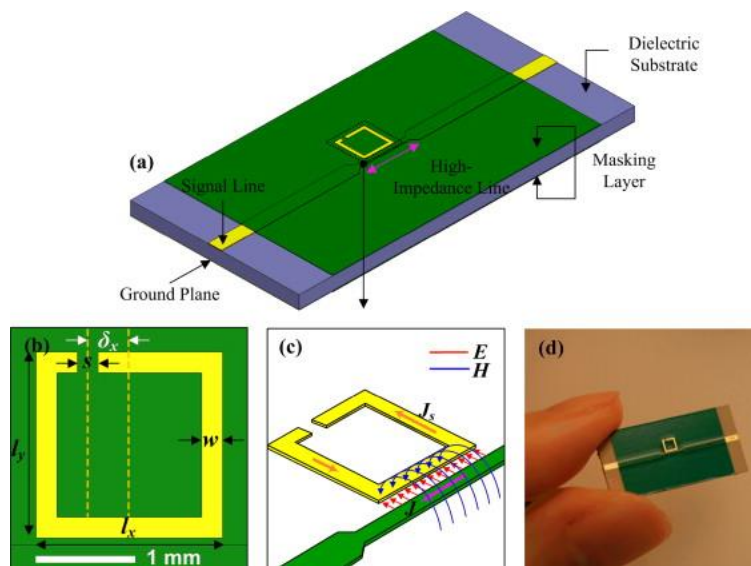 Dielectric
Substrate
(a)
High-
Impedance Line
Masking
Layer
Signal Line
Ground Plane
(b)
δx
s
w
ly
lx
1 mm
(c)
E
H
Js
J
(d)